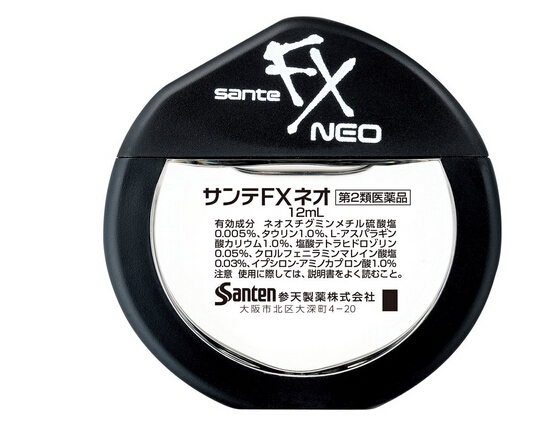 sante FX
NEO
サンテFXネオ 第2類医薬品
12mL
有効成分 ネオスチグミンメチル硫酸塩
0.005%、タウリン1.0%、L-アスパラギン
酸カリウム1.0%、塩酸テトラヒドロゾリン
0.05%、クロルフェニラミンマレイン酸塩
0.03%、イプシロン-アミノカプロン酸1.0%
注意 使用に際しては、説明書をよく読むこと。
Santen 参天製薬株式会社
大阪市北区大深町4-20